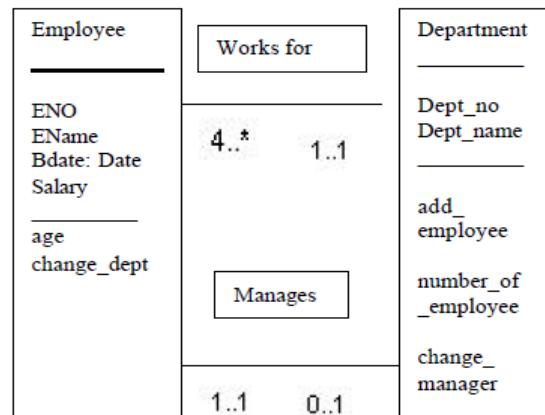 Employee
ENO
EName
Bdate: Date
Salary
age
change_dept
Works for
4..*
1..1
Manages
1..1
0..1
Department
Dept_no
Dept_name
add_
employee
number_of
_employee
change_
manager